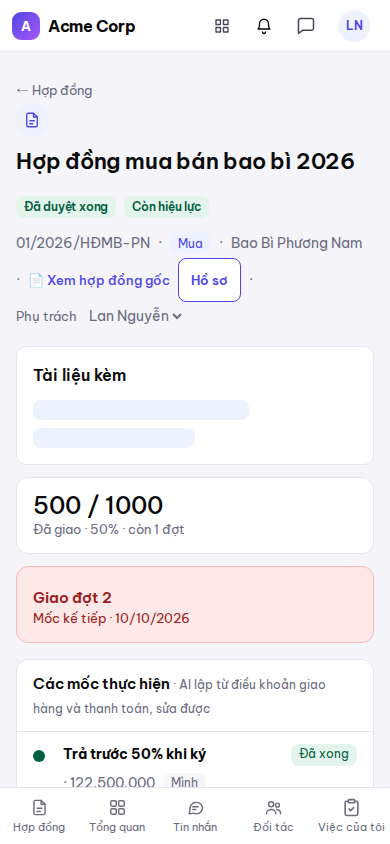 A Acme Corp LN
← Hợp đồng
Hợp đồng mua bán bao bì 2026
Đã duyệt xong Còn hiệu lực
01/2026/HĐMB-PN · Mua · Bao Bì Phương Nam
· 📄 Xem hợp đồng gốc Hồ sơ ·
Phụ trách Lan Nguyễn
Tài liệu kèm
500 / 1000
Đã giao · 50% · còn 1 đợt
Giao đợt 2
Mốc kế tiếp · 10/10/2026
Các mốc thực hiện · AI lập từ điều khoản giao
hàng và thanh toán, sửa được
Trả trước 50% khi ký Đã xong
· 122.500.000 Mình
Hợp đồng Tổng quan Tin nhắn Đối tác Việc của tôi